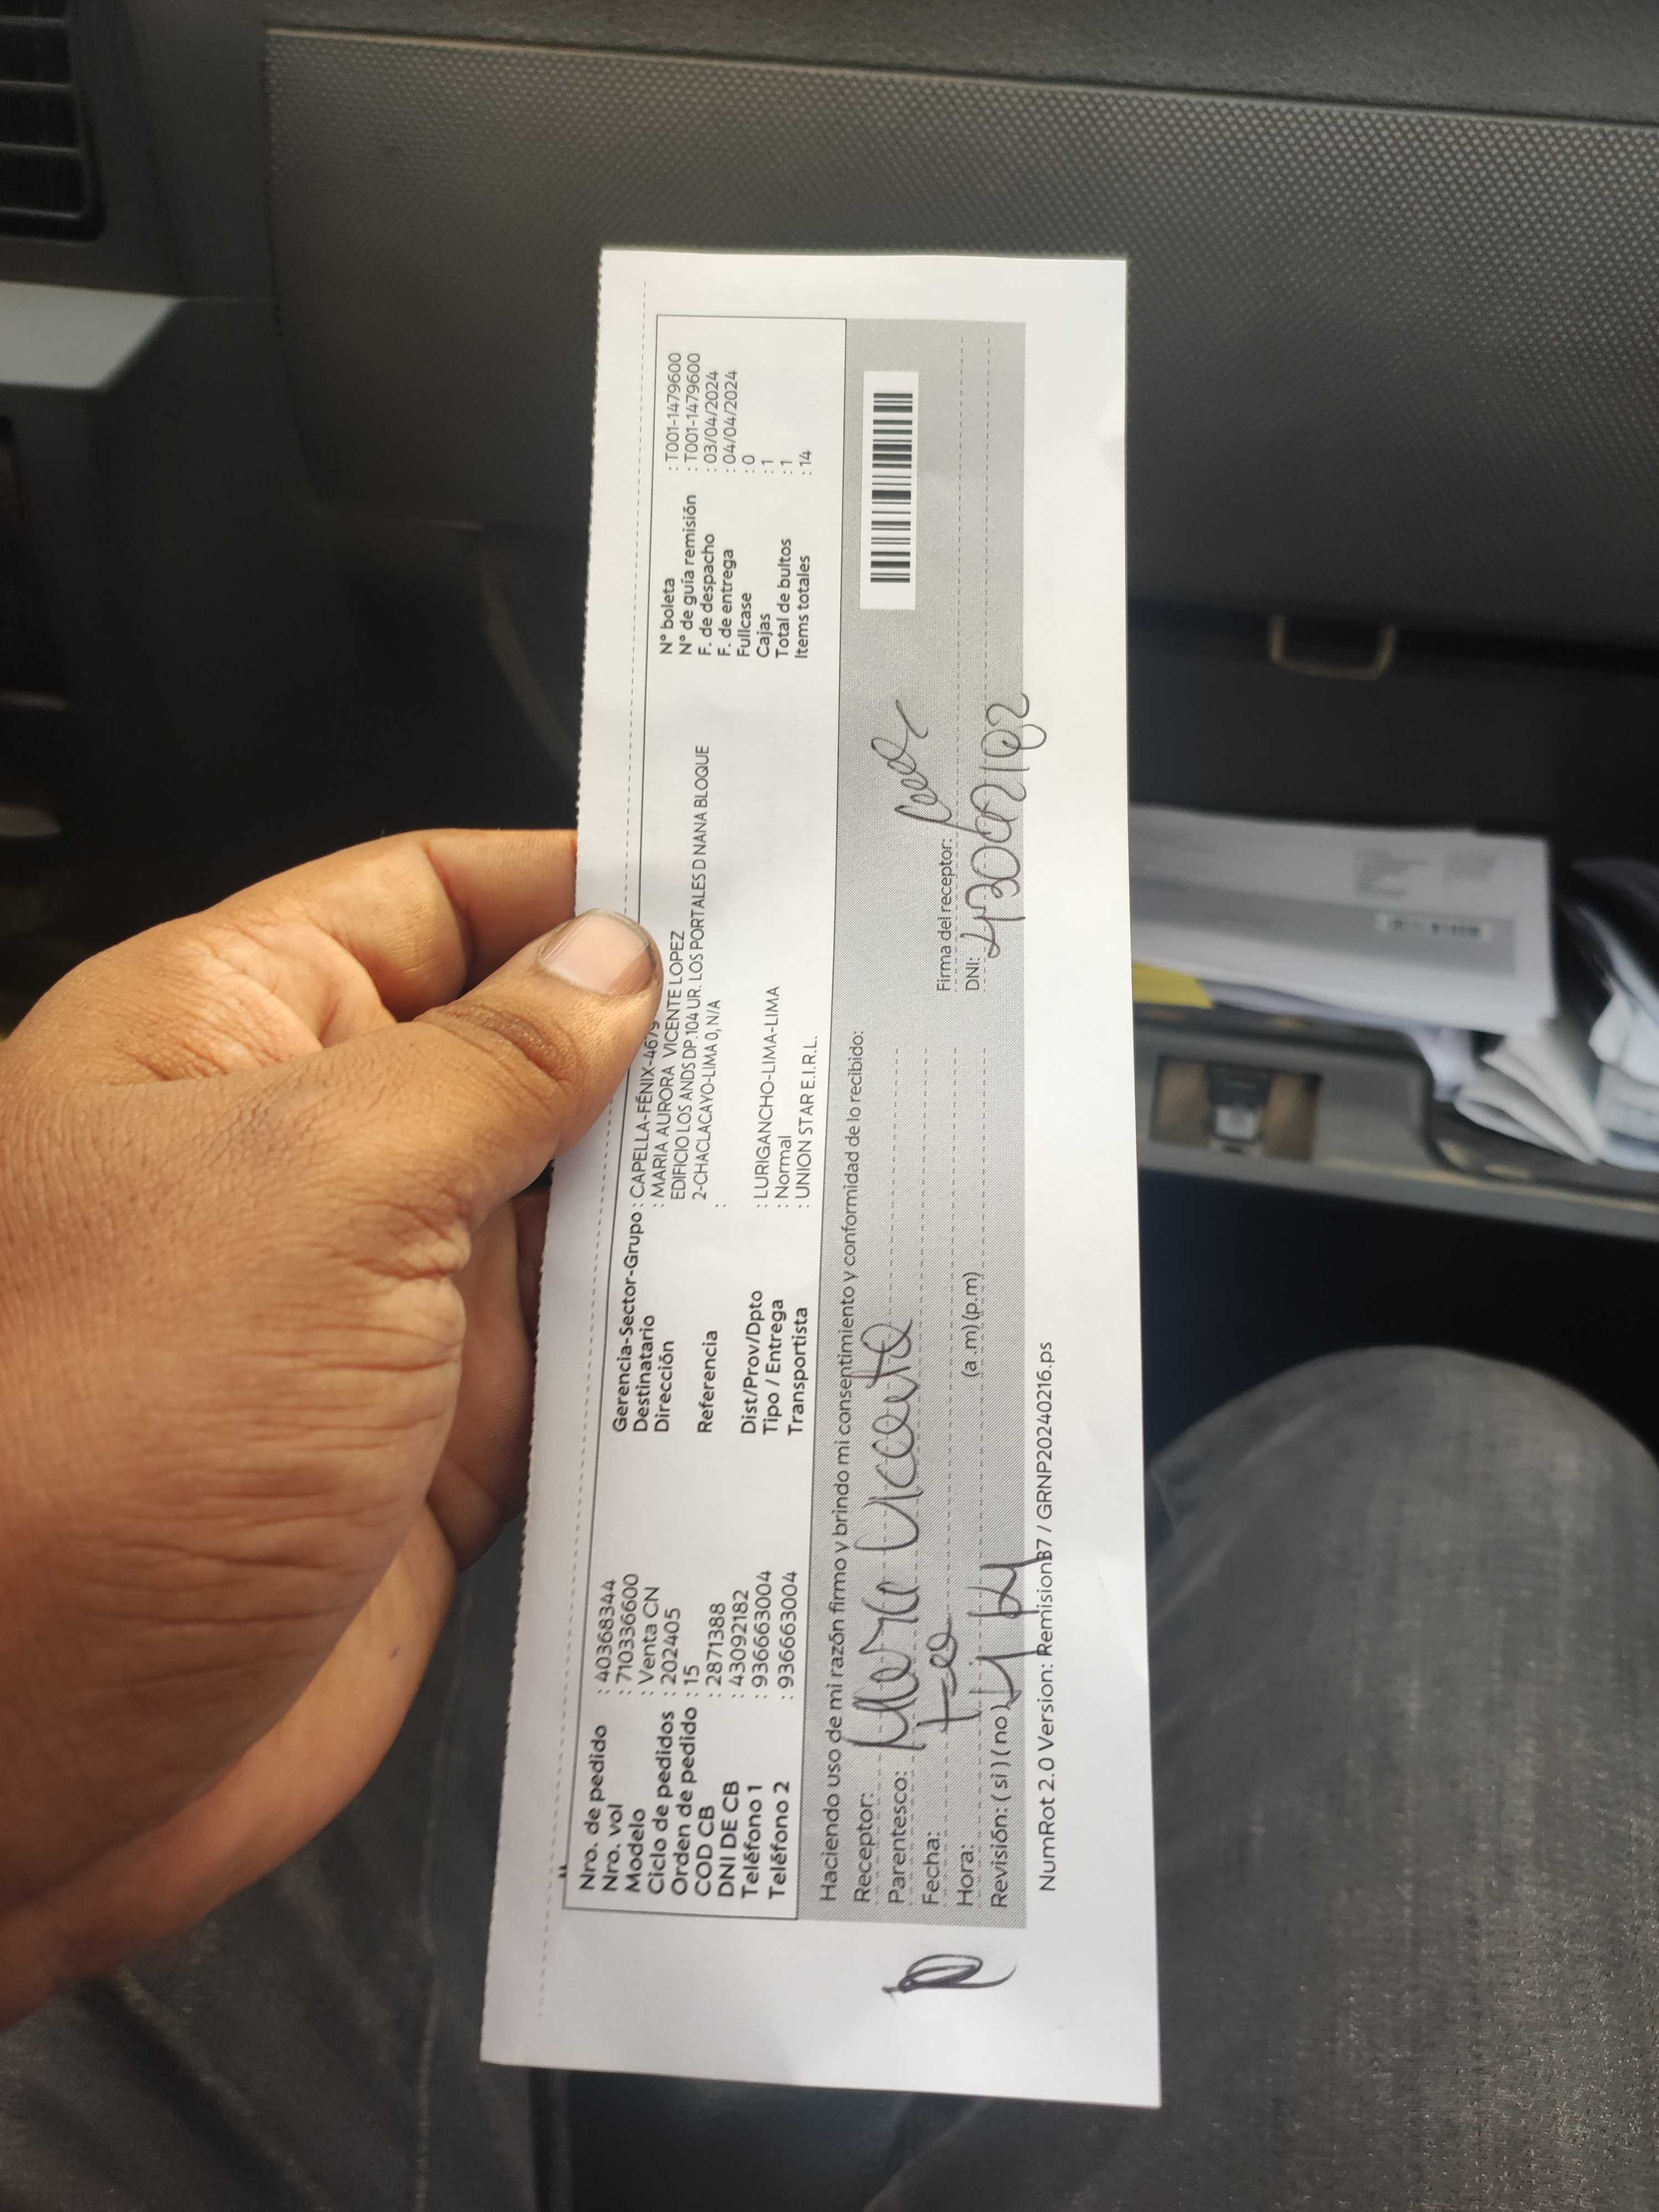 Nro. de pedido : 40368344
Nro. vol : 710336600
Modelo : Venta CN
Ciclo de pedidos : 202405
Orden de pedido : 15
COD CB : 2871388
DNI DE CB : 43092182
Teléfono 1 : 936663004
Teléfono 2 : 936663004
Gerencia-Sector-Grupo : CAPELLA-FÉNIX-4679
Destinatario : MARIA AURORA VICENTE LOPEZ
Dirección EDIFICIO LOS ANDS DP.104 UR. LOS PORTALES D NANA BLOQUE
2-CHACLACAYO-LIMA 0, N/A
Referencia :
Dist/Prov/Dpto : LURIGANCHO-LIMA-LIMA
Tipo / Entrega : Normal
Transportista : UNION STAR E.I.R.L.
N° boleta : T001-1479600
N° de guía remisión : T001-1479600
F. de despacho : 03/04/2024
F. de entrega : 04/04/2024
Fullcase : 0
Cajas : 1
Total de bultos : 1
Items totales : 14
Haciendo uso de mi razón firmo y brindo mi consentimiento y conformidad de lo recibido:
Receptor: Vicente
Parentesco:
Fecha:
Hora: (a .m) (p.m)
Revisión: ( si ) ( no )
Firma del receptor:
DNI: 43092182
NumRot 2.0 Version: RemisionB7 / GRNP20240216.ps